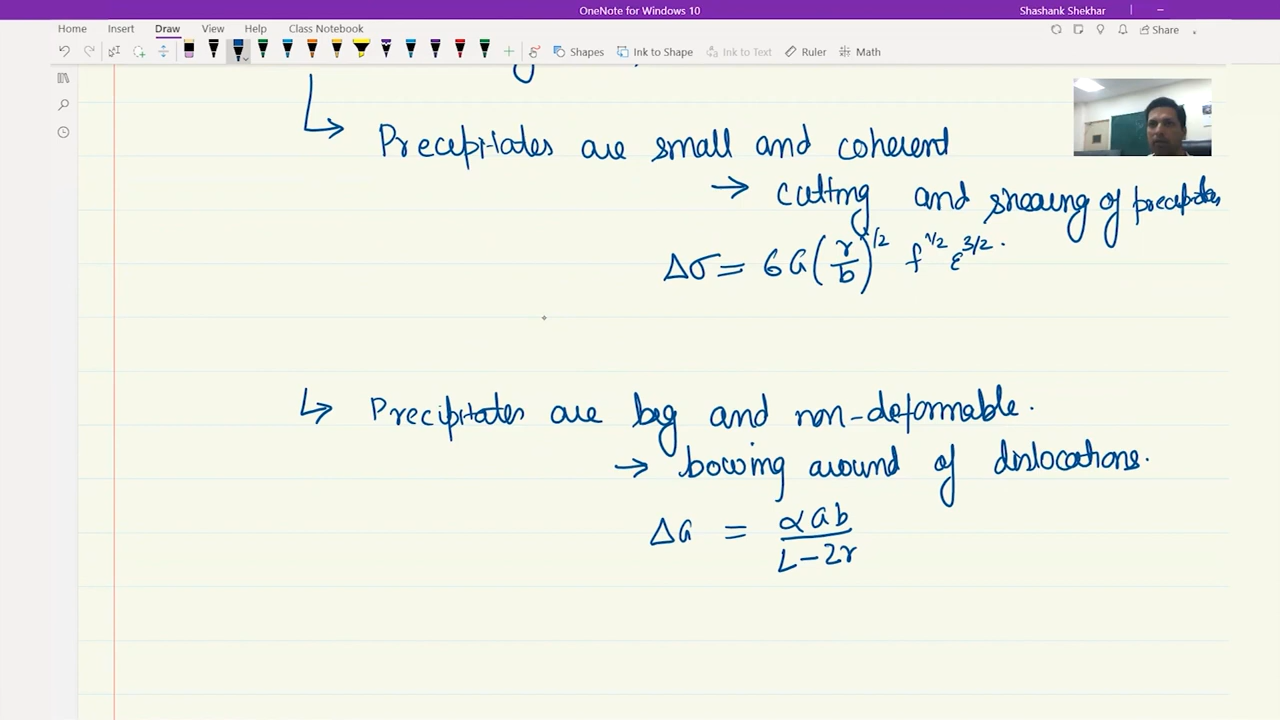 OneNote for Windows 10
Shashank Shekhar
Home Insert Draw View Help Class Notebook
Share
Shapes Ink to Shape Ink to Text Ruler Math
↳ Precipitates are small and coherent
→ cutting and shearing of precipitates
Δσ = 6G(r/b)^1/2 f^1/2 ε^3/2.
↳ Precipitates are big and non-deformable.
→ bowing around of dislocations.
ΔG = αGb
L-2r